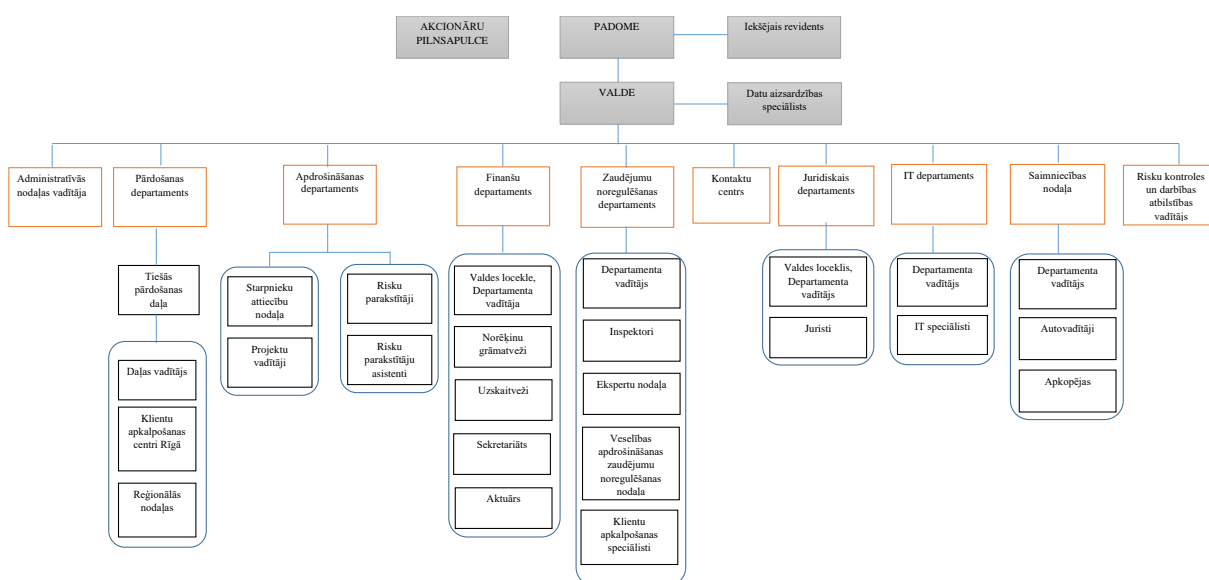 AKCIONĀRU
PILNSAPULCE
PADOME
Iekšējais revidents
VALDE
Datu aizsardzības
speciālists
Administratīvās
nodaļas vadītāja
Pārdošanas
departaments
Apdrošināšanas
departaments
Finanšu
departaments
Zaudējumu
noregulēšanas
departaments
Kontaktu
centrs
Juridiskais
departaments
IT departaments
Saimniecības
nodaļa
Risku kontroles
un darbības
atbilstības
vadītājs
Tiešās
pārdošanas
daļa
Daļas vadītājs
Klientu
apkalpošanas
centri Rīgā
Reģionālās
nodaļas
Starpnieku
attiecību
nodaļa
Projektu
vadītāji
Risku
parakstītāji
Risku
parakstītāju
asistenti
Valdes locekle,
Departamenta
vadītāja
Norēķinu
grāmatveži
Uzskaitveži
Sekretariāts
Aktuārs
Departamenta
vadītājs
Inspektori
Ekspertu nodaļa
Veselības
apdrošināšanas
zaudējumu
noregulēšanas
nodaļa
Klientu
apkalpošanas
speciālisti
Valdes loceklis,
Departamenta
vadītājs
Juristi
Departamenta
vadītājs
IT speciālisti
Departamenta
vadītājs
Autovadītāji
Apkopējas